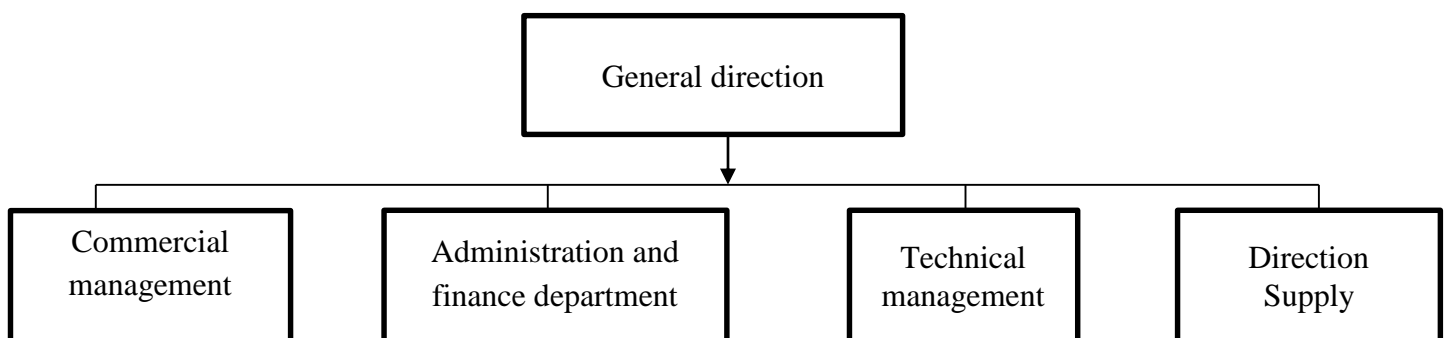 General direction
Commercial
management
Administration and
finance department
Technical
management
Direction
Supply